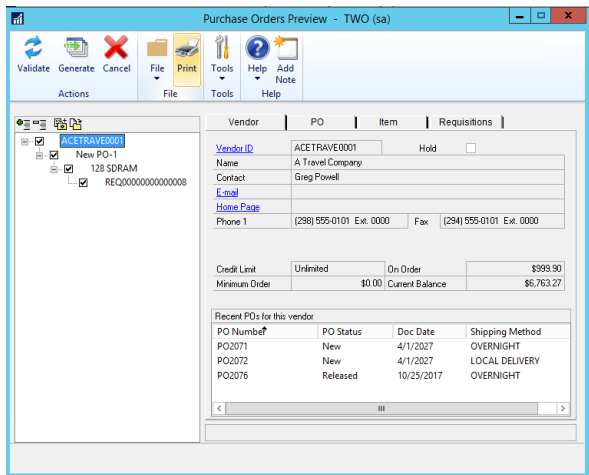 Purchase Orders Preview - TWO (sa)
Validate Generate Cancel File Print Tools Help Add Note
Actions File Tools Help
ACETRAVE0001
New PO-1
128 SDRAM
REQ00000000000008
Vendor PO Item Requisitions
Vendor ID ACETRAVE0001 Hold
Name A Travel Company
Contact Greg Powell
E-mail
Home Page
Phone 1 (298) 555-0101 Ext. 0000 Fax (294) 555-0101 Ext. 0000
Credit Limit Unlimited On Order $999.90
Minimum Order $0.00 Current Balance $6,763.27
Recent POs for this vendor
PO Number PO Status Doc Date Shipping Method
PO2071 New 4/1/2027 OVERNIGHT
PO2072 New 4/1/2027 LOCAL DELIVERY
PO2076 Released 10/25/2017 OVERNIGHT